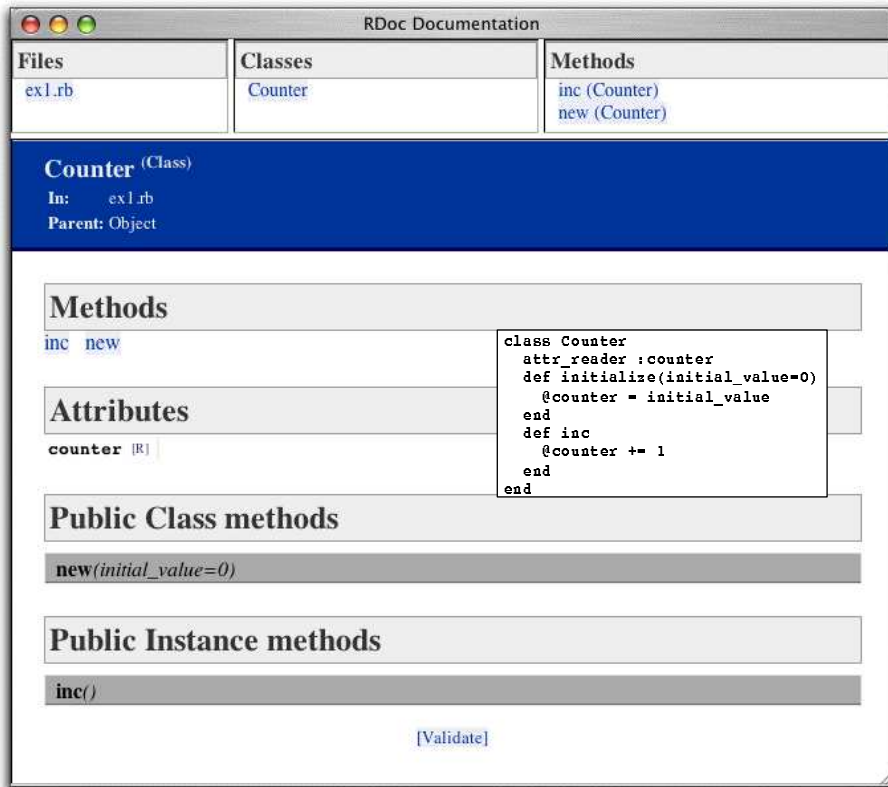 RDoc Documentation
Files
ex1.rb
Classes
Counter
Methods
inc (Counter)
new (Counter)
Counter (Class)
In: ex1.rb
Parent: Object
Methods
inc new
class Counter
  attr_reader :counter
  def initialize(initial_value=0)
    @counter = initial_value
  end
  def inc
    @counter += 1
  end
end
Attributes
counter [R]
Public Class methods
new(initial_value=0)
Public Instance methods
inc()
[Validate]